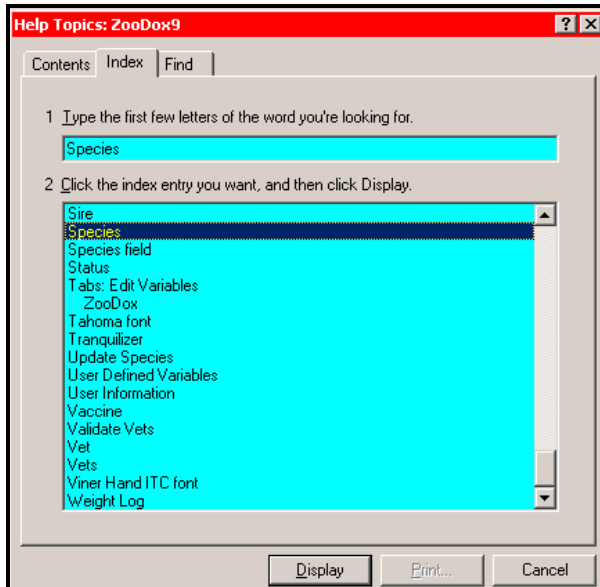 Help Topics: ZooDox9
Contents Index Find
1 Type the first few letters of the word you're looking for.
Species
2 Click the index entry you want, and then click Display.
Sire
Species
Species field
Status
Tabs: Edit Variables
ZooDox
Tahoma font
Tranquilizer
Update Species
User Defined Variables
User Information
Vaccine
Validate Vets
Vet
Vets
Viner Hand ITC font
Weight Log
Display Print... Cancel